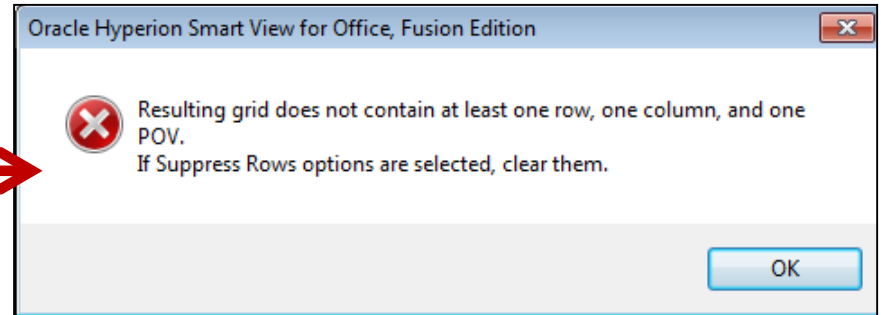 Oracle Hyperion Smart View for Office, Fusion Edition
Resulting grid does not contain at least one row, one column, and one
POV.
If Suppress Rows options are selected, clear them.
OK